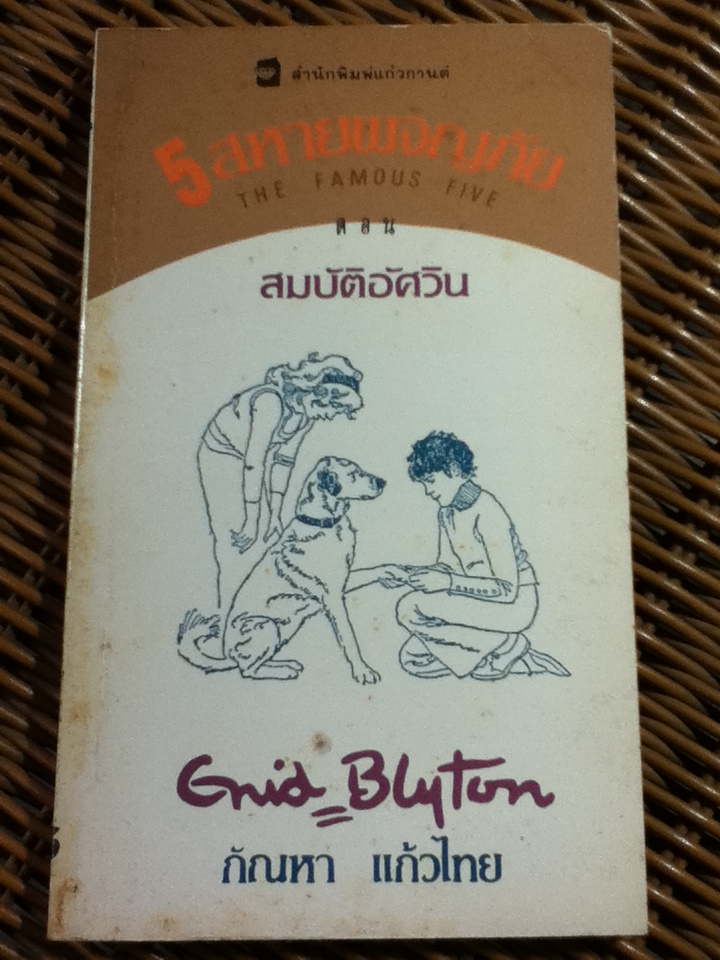 สำนักพิมพ์แก้วกานต์
5 สหายผจญภัย
THE FAMOUS FIVE
ตอน
สมบัติอัศวิน
Enid Blyton
กัณหา แก้วไทย